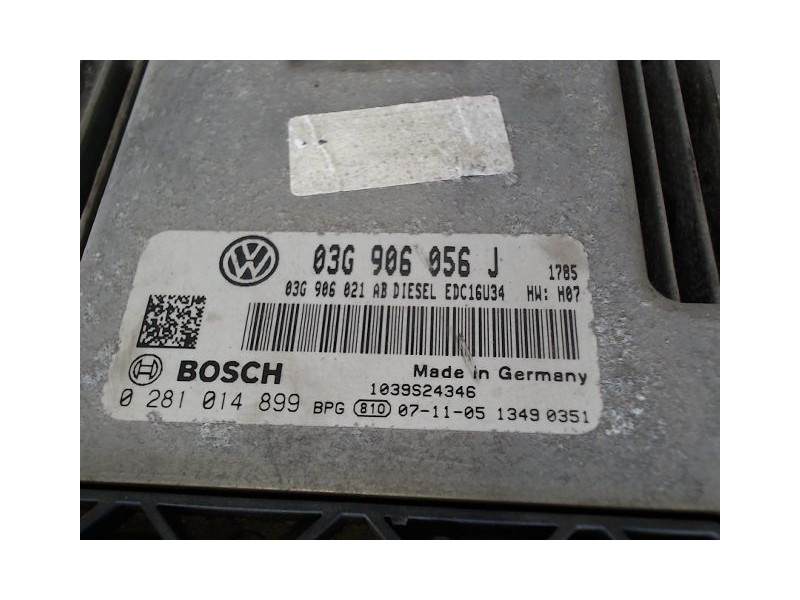 03G 906 056 J 1785
03G 906 021 AB DIESEL EDC16U34 HW: H07
BOSCH Made in Germany
1039S24346
0 281 014 899 BPG 810 07-11-05 1349 0351